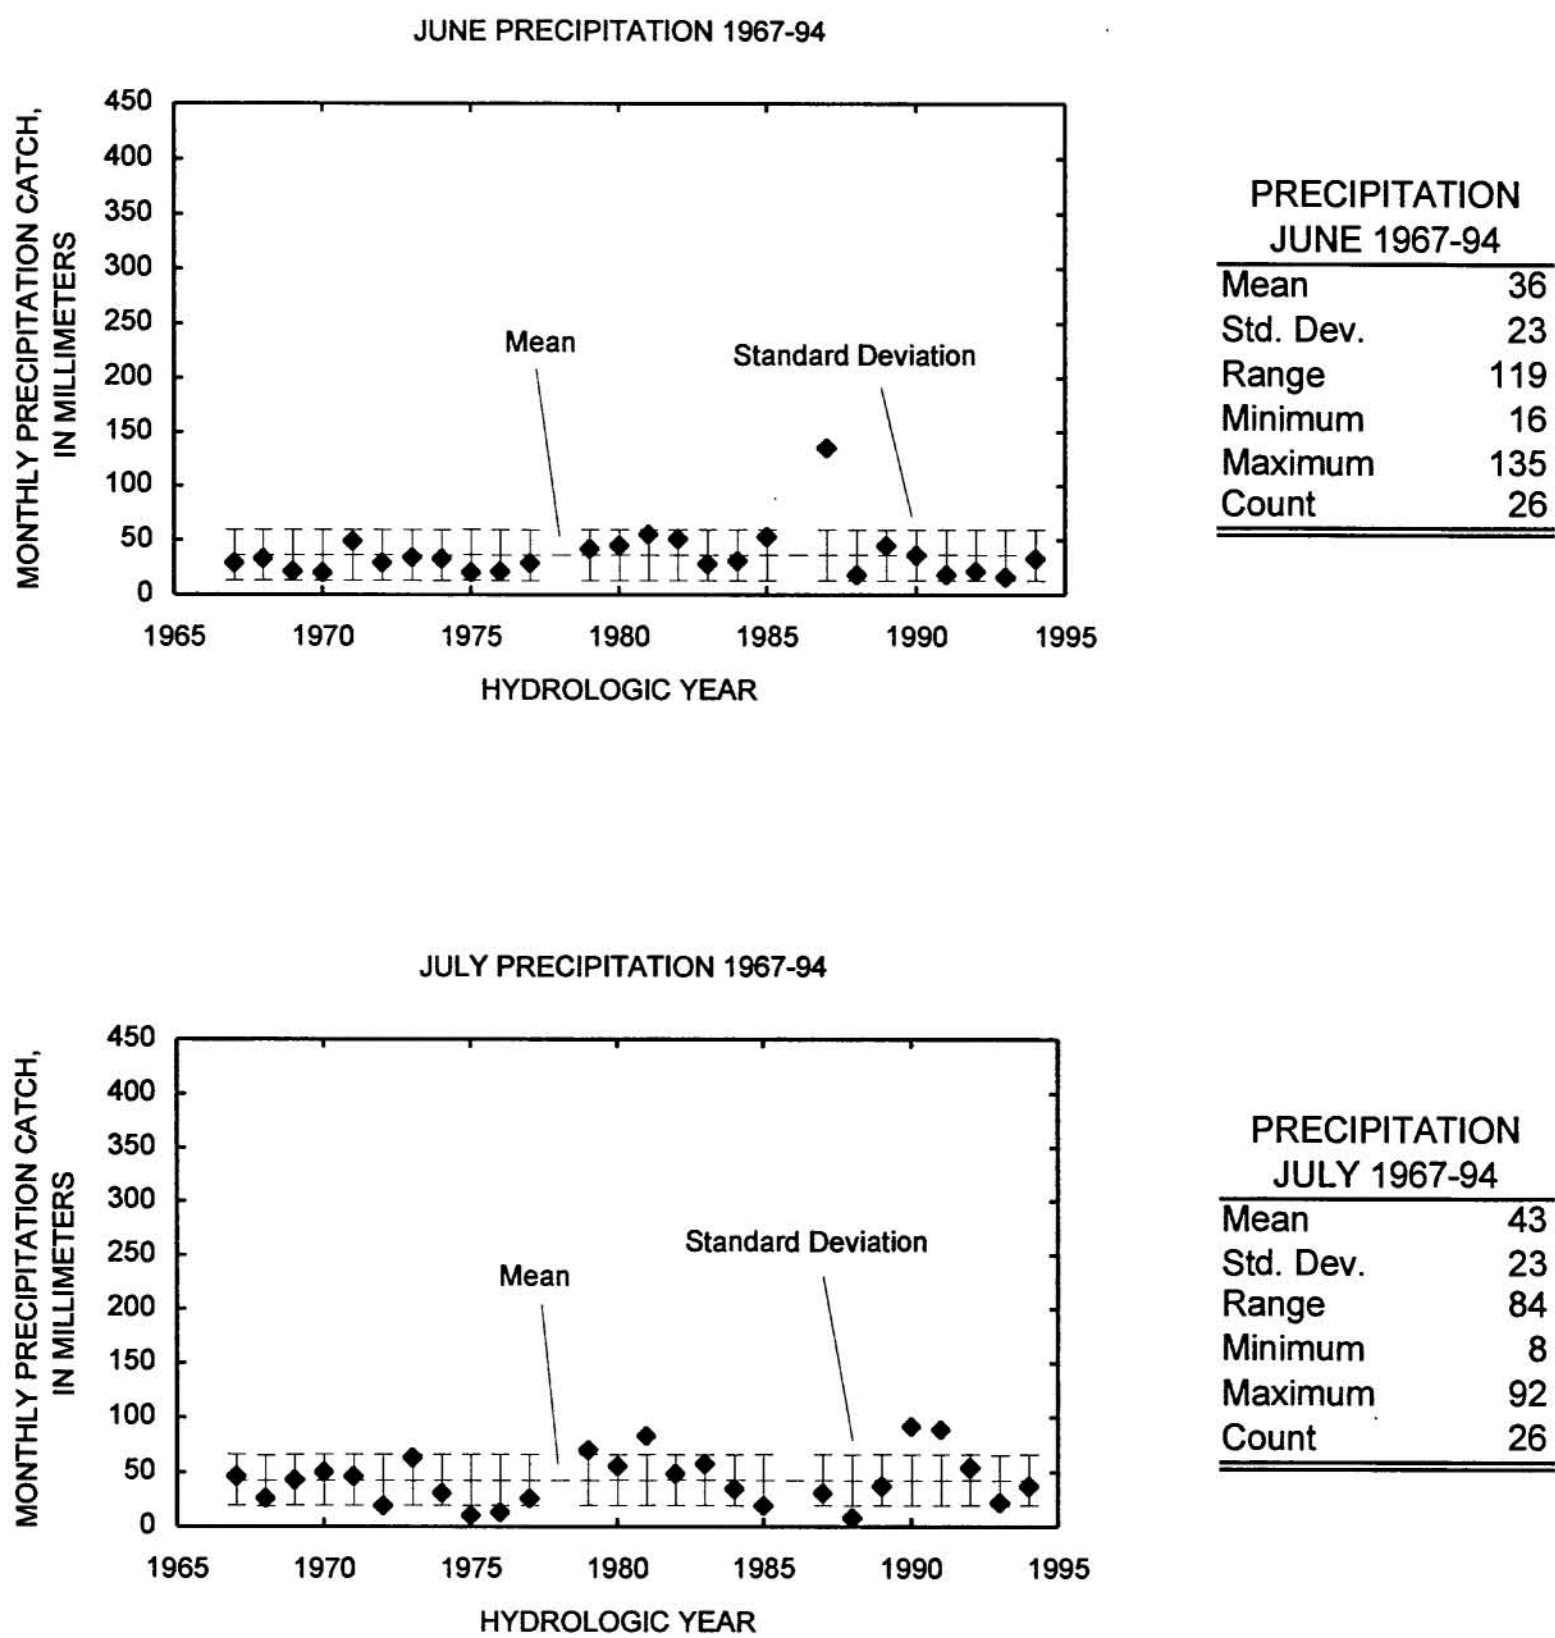 JUNE PRECIPITATION 1967-94
MONTHLY PRECIPITATION CATCH,
IN MILLIMETERS
450
400
350
300
250
200
150
100
50
0
Mean
Standard Deviation
1965 1970 1975 1980 1985 1990 1995
HYDROLOGIC YEAR
PRECIPITATION
JUNE 1967-94
Mean 36
Std. Dev. 23
Range 119
Minimum 16
Maximum 135
Count 26
JULY PRECIPITATION 1967-94
MONTHLY PRECIPITATION CATCH,
IN MILLIMETERS
450
400
350
300
250
200
150
100
50
0
Standard Deviation
Mean
1965 1970 1975 1980 1985 1990 1995
HYDROLOGIC YEAR
PRECIPITATION
JULY 1967-94
Mean 43
Std. Dev. 23
Range 84
Minimum 8
Maximum 92
Count 26